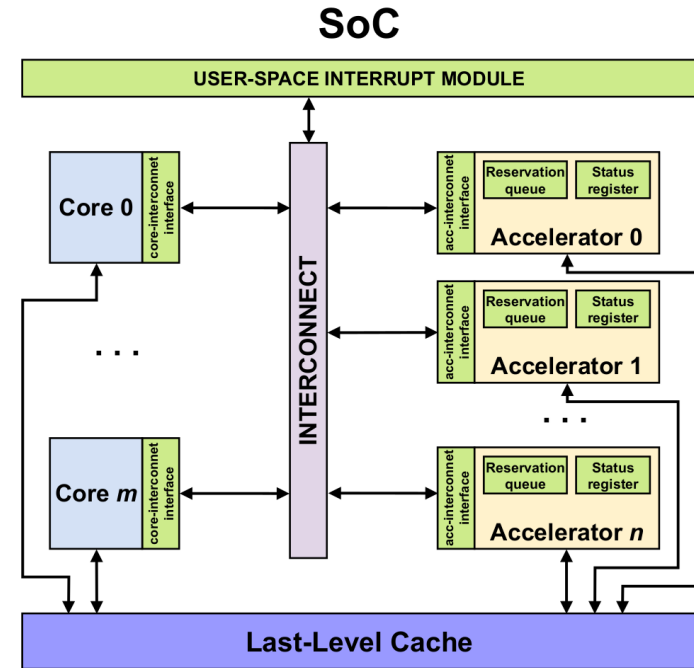 SoC
USER-SPACE INTERRUPT MODULE
Core 0
core-interconnet
interface
INTERCONNECT
acc-interconnet
interface
Reservation
queue
Status
register
Accelerator 0
. . .
acc-interconnet
interface
Reservation
queue
Status
register
Accelerator 1
. . .
Core m
core-interconnet
interface
acc-interconnet
interface
Reservation
queue
Status
register
Accelerator n
Last-Level Cache